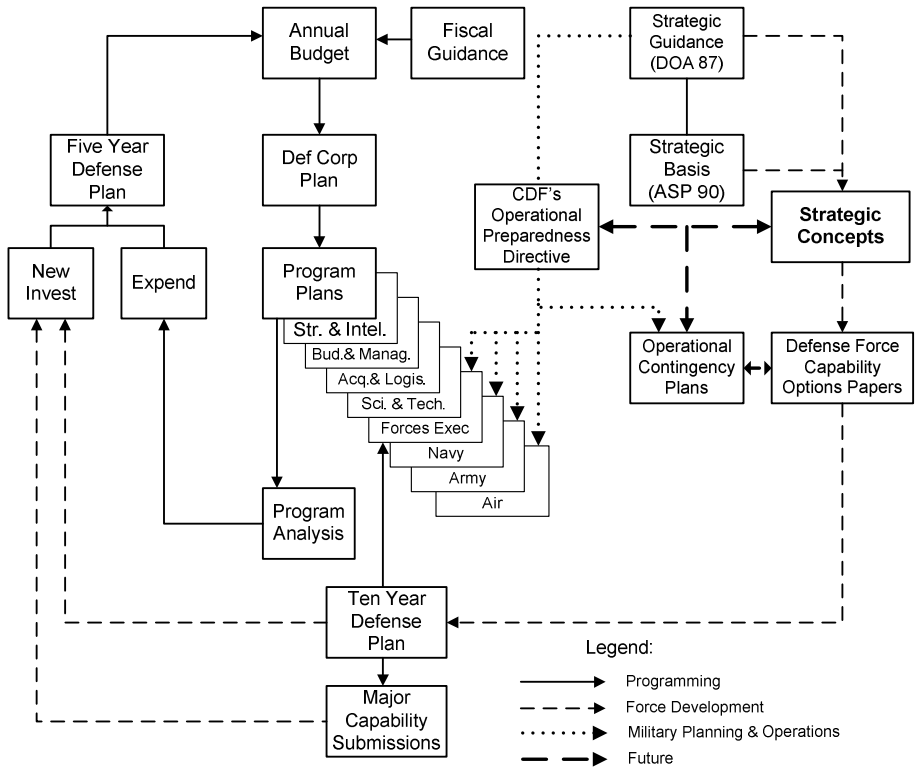 Annual
Budget
Fiscal
Guidance
Strategic
Guidance
(DOA 87)
Five Year
Defense
Plan
Def Corp
Plan
Strategic
Basis
(ASP 90)
CDF's
Operational
Preparedness
Directive
Strategic
Concepts
New
Invest
Expend
Program
Plans
Str. & Intel.
Bud.& Manag.
Acq.& Logis.
Sci. & Tech.
Forces Exec
Navy
Army
Air
Operational
Contingency
Plans
Defense Force
Capability
Options Papers
Program
Analysis
Ten Year
Defense
Plan
Major
Capability
Submissions
Legend:
Programming
Force Development
Military Planning & Operations
Future